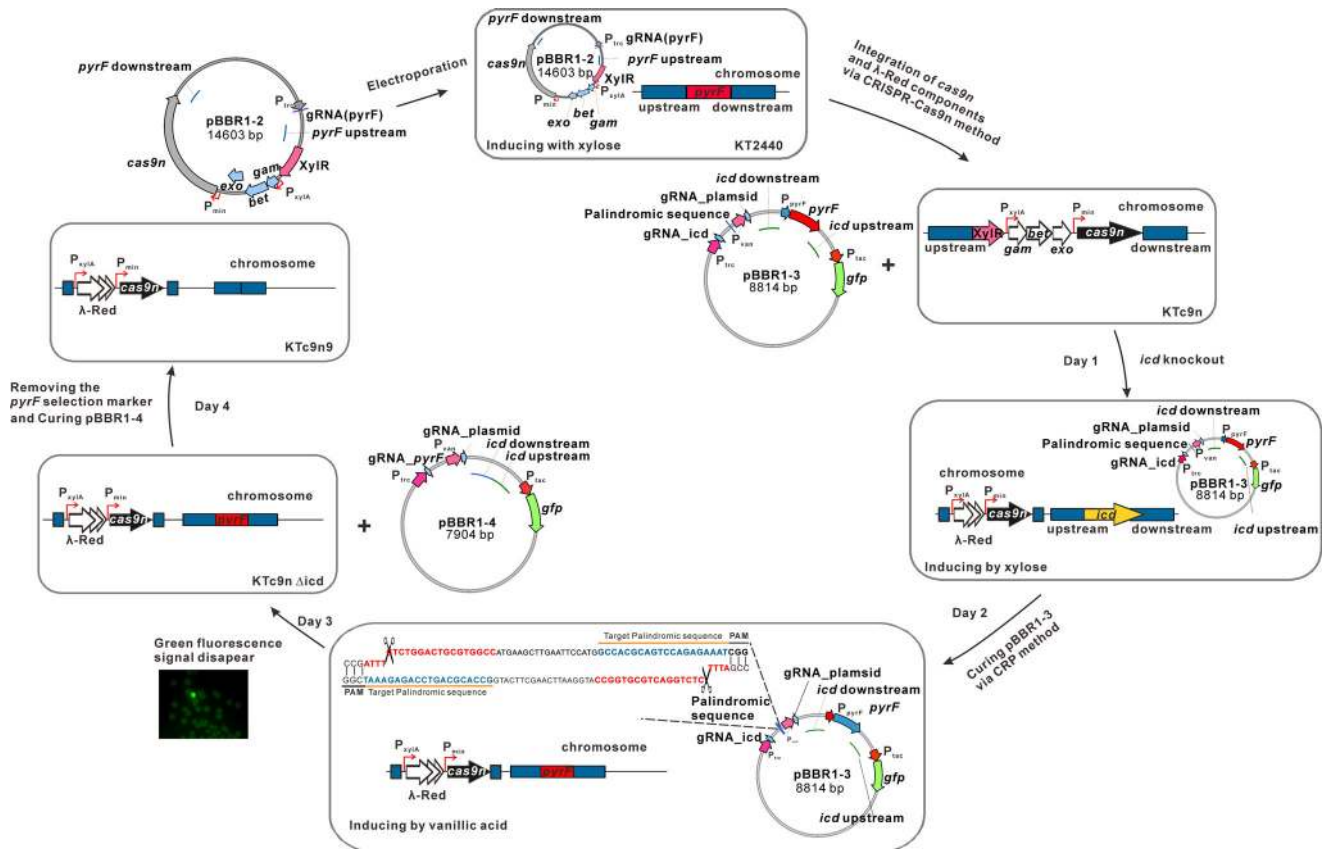 pyrF downstream
Ptrc
gRNA(pyrF)
pBBR1-2
14603 bp
pyrF upstream
cas9n
XylR
gam
exo
bet
PxylA
Pmin
Electroporation
pyrF downstream
Ptrc gRNA(pyrF)
pBBR1-2
14603 bp
pyrF upstream
cas9n
XylR
PxylA
Pmin
bet
exo
gam
chromosome
pyrF
upstream
downstream
Inducing with xylose
KT2440
Integration of cas9n
and λ-Red components
via CRISPR-Cas9n method
icd downstream
gRNA_plamsid
PpyrF
pyrF
Palindromic sequence
icd upstream
gRNA_icd
Pvan
Ptrc
Ptac
pBBR1-3
8814 bp
gfp
+
chromosome
PxylA
Pmin
XylR
bet
cas9n
upstream
gam
exo
downstream
KTc9n
Day 1
icd knockout
icd downstream
gRNA_plamsid
PpyrF
pyrF
Palindromic sequence
gRNA_icd
Pvan
Ptrc
Ptac
pBBR1-3
8814 bp
gfp
chromosome
PxylA
Pmin
cas9n
icd
λ-Red
upstream
downstream
icd upstream
Inducing by xylose
Day 2
Curing pBBR1-3
via CRP method
Target Palindromic sequence
PAM
TCTGGACTGCGTGGCCATGAAGCTTGAATTCCATGGCCACGCAGTCCAGAGAAATCGG
CCGATTT
TTTAGCC
GGCTAAAGAGACCTGACGCACCGGTACTTCGAACTTAAGGTACCGGTGCGTCAGGTCTC
PAM
Target Palindromic sequence
Palindromic
sequence
gRNA_plamsid
icd downstream
PpyrF
pyrF
gRNA_icd
Ptac
pBBR1-3
8814 bp
gfp
icd upstream
PxylA
Pmin
chromosome
cas9n
pyrF
λ-Red
Inducing by vanillic acid
Day 3
Green fluorescence
signal disapear
gRNA_plasmid
Pvan
icd downstream
gRNA_pyrF
icd upstream
Ptrc
Ptac
pBBR1-4
7904 bp
gfp
+
PxylA
Pmin
chromosome
cas9n
pyrF
λ-Red
KTc9n Δicd
Removing the
pyrF selection marker
and Curing pBBR1-4
Day 4
PxylA
Pmin
chromosome
cas9n
λ-Red
KTc9n9